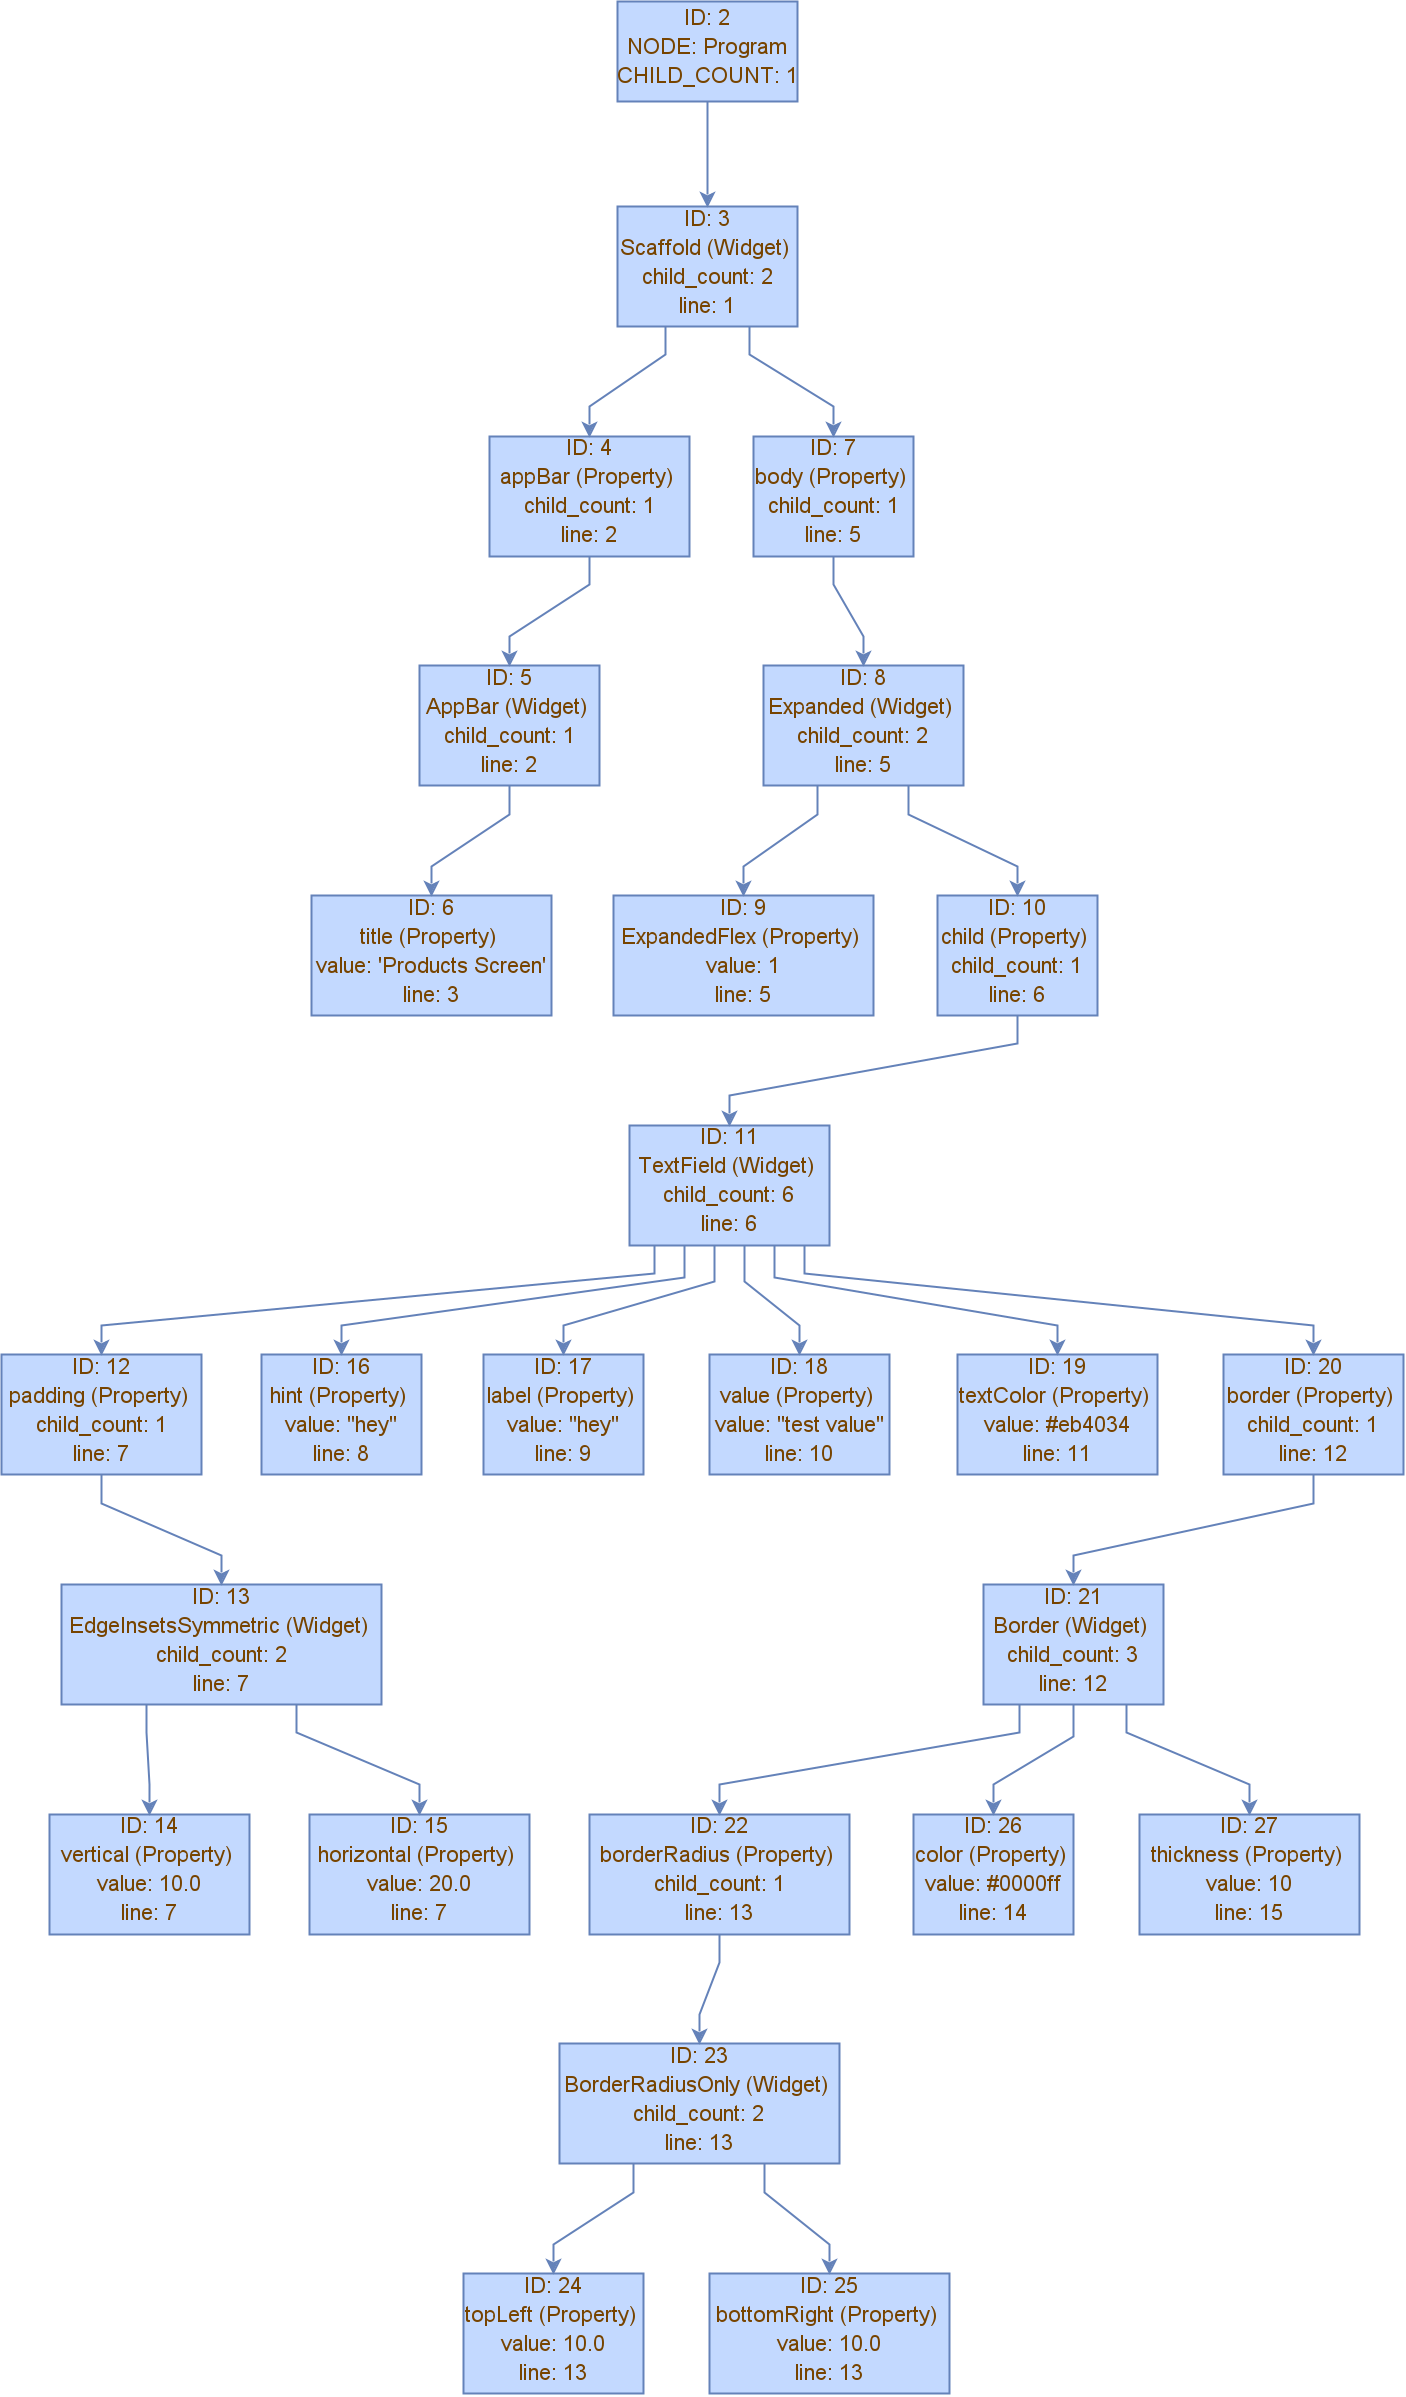 ID: 2
NODE: Program
CHILD_COUNT: 1
ID: 3
Scaffold (Widget)
child_count: 2
line: 1
ID: 4
appBar (Property)
child_count: 1
line: 2
ID: 7
body (Property)
child_count: 1
line: 5
ID: 5
AppBar (Widget)
child_count: 1
line: 2
ID: 8
Expanded (Widget)
child_count: 2
line: 5
ID: 6
title (Property)
value: 'Products Screen'
line: 3
ID: 9
ExpandedFlex (Property)
value: 1
line: 5
ID: 10
child (Property)
child_count: 1
line: 6
ID: 11
TextField (Widget)
child_count: 6
line: 6
ID: 12
padding (Property)
child_count: 1
line: 7
ID: 16
hint (Property)
value: "hey"
line: 8
ID: 17
label (Property)
value: "hey"
line: 9
ID: 18
value (Property)
value: "test value"
line: 10
ID: 19
textColor (Property)
value: #eb4034
line: 11
ID: 20
border (Property)
child_count: 1
line: 12
ID: 13
EdgeInsetsSymmetric (Widget)
child_count: 2
line: 7
ID: 21
Border (Widget)
child_count: 3
line: 12
ID: 14
vertical (Property)
value: 10.0
line: 7
ID: 15
horizontal (Property)
value: 20.0
line: 7
ID: 22
borderRadius (Property)
child_count: 1
line: 13
ID: 26
color (Property)
value: #0000ff
line: 14
ID: 27
thickness (Property)
value: 10
line: 15
ID: 23
BorderRadiusOnly (Widget)
child_count: 2
line: 13
ID: 24
topLeft (Property)
value: 10.0
line: 13
ID: 25
bottomRight (Property)
value: 10.0
line: 13